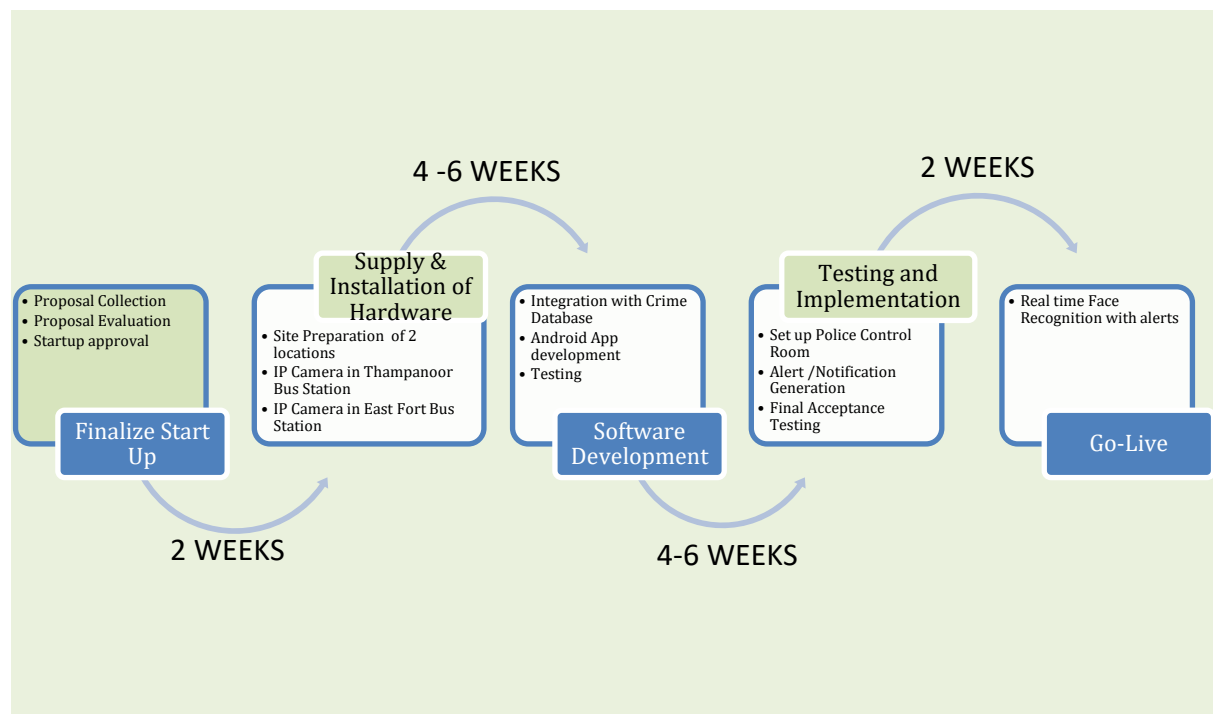 • Proposal Collection
• Proposal Evaluation
• Startup approval
Finalize Start
Up
2 WEEKS
Supply &
Installation of
Hardware
• Site Preparation of 2
locations
• IP Camera in Thampanoor
Bus Station
• IP Camera in East Fort Bus
Station
4 -6 WEEKS
• Integration with Crime
Database
• Android App
development
• Testing
Software
Development
4-6 WEEKS
Testing and
Implementation
• Set up Police Control
Room
• Alert /Notification
Generation
• Final Acceptance
Testing
2 WEEKS
• Real time Face
Recognition with alerts
Go-Live